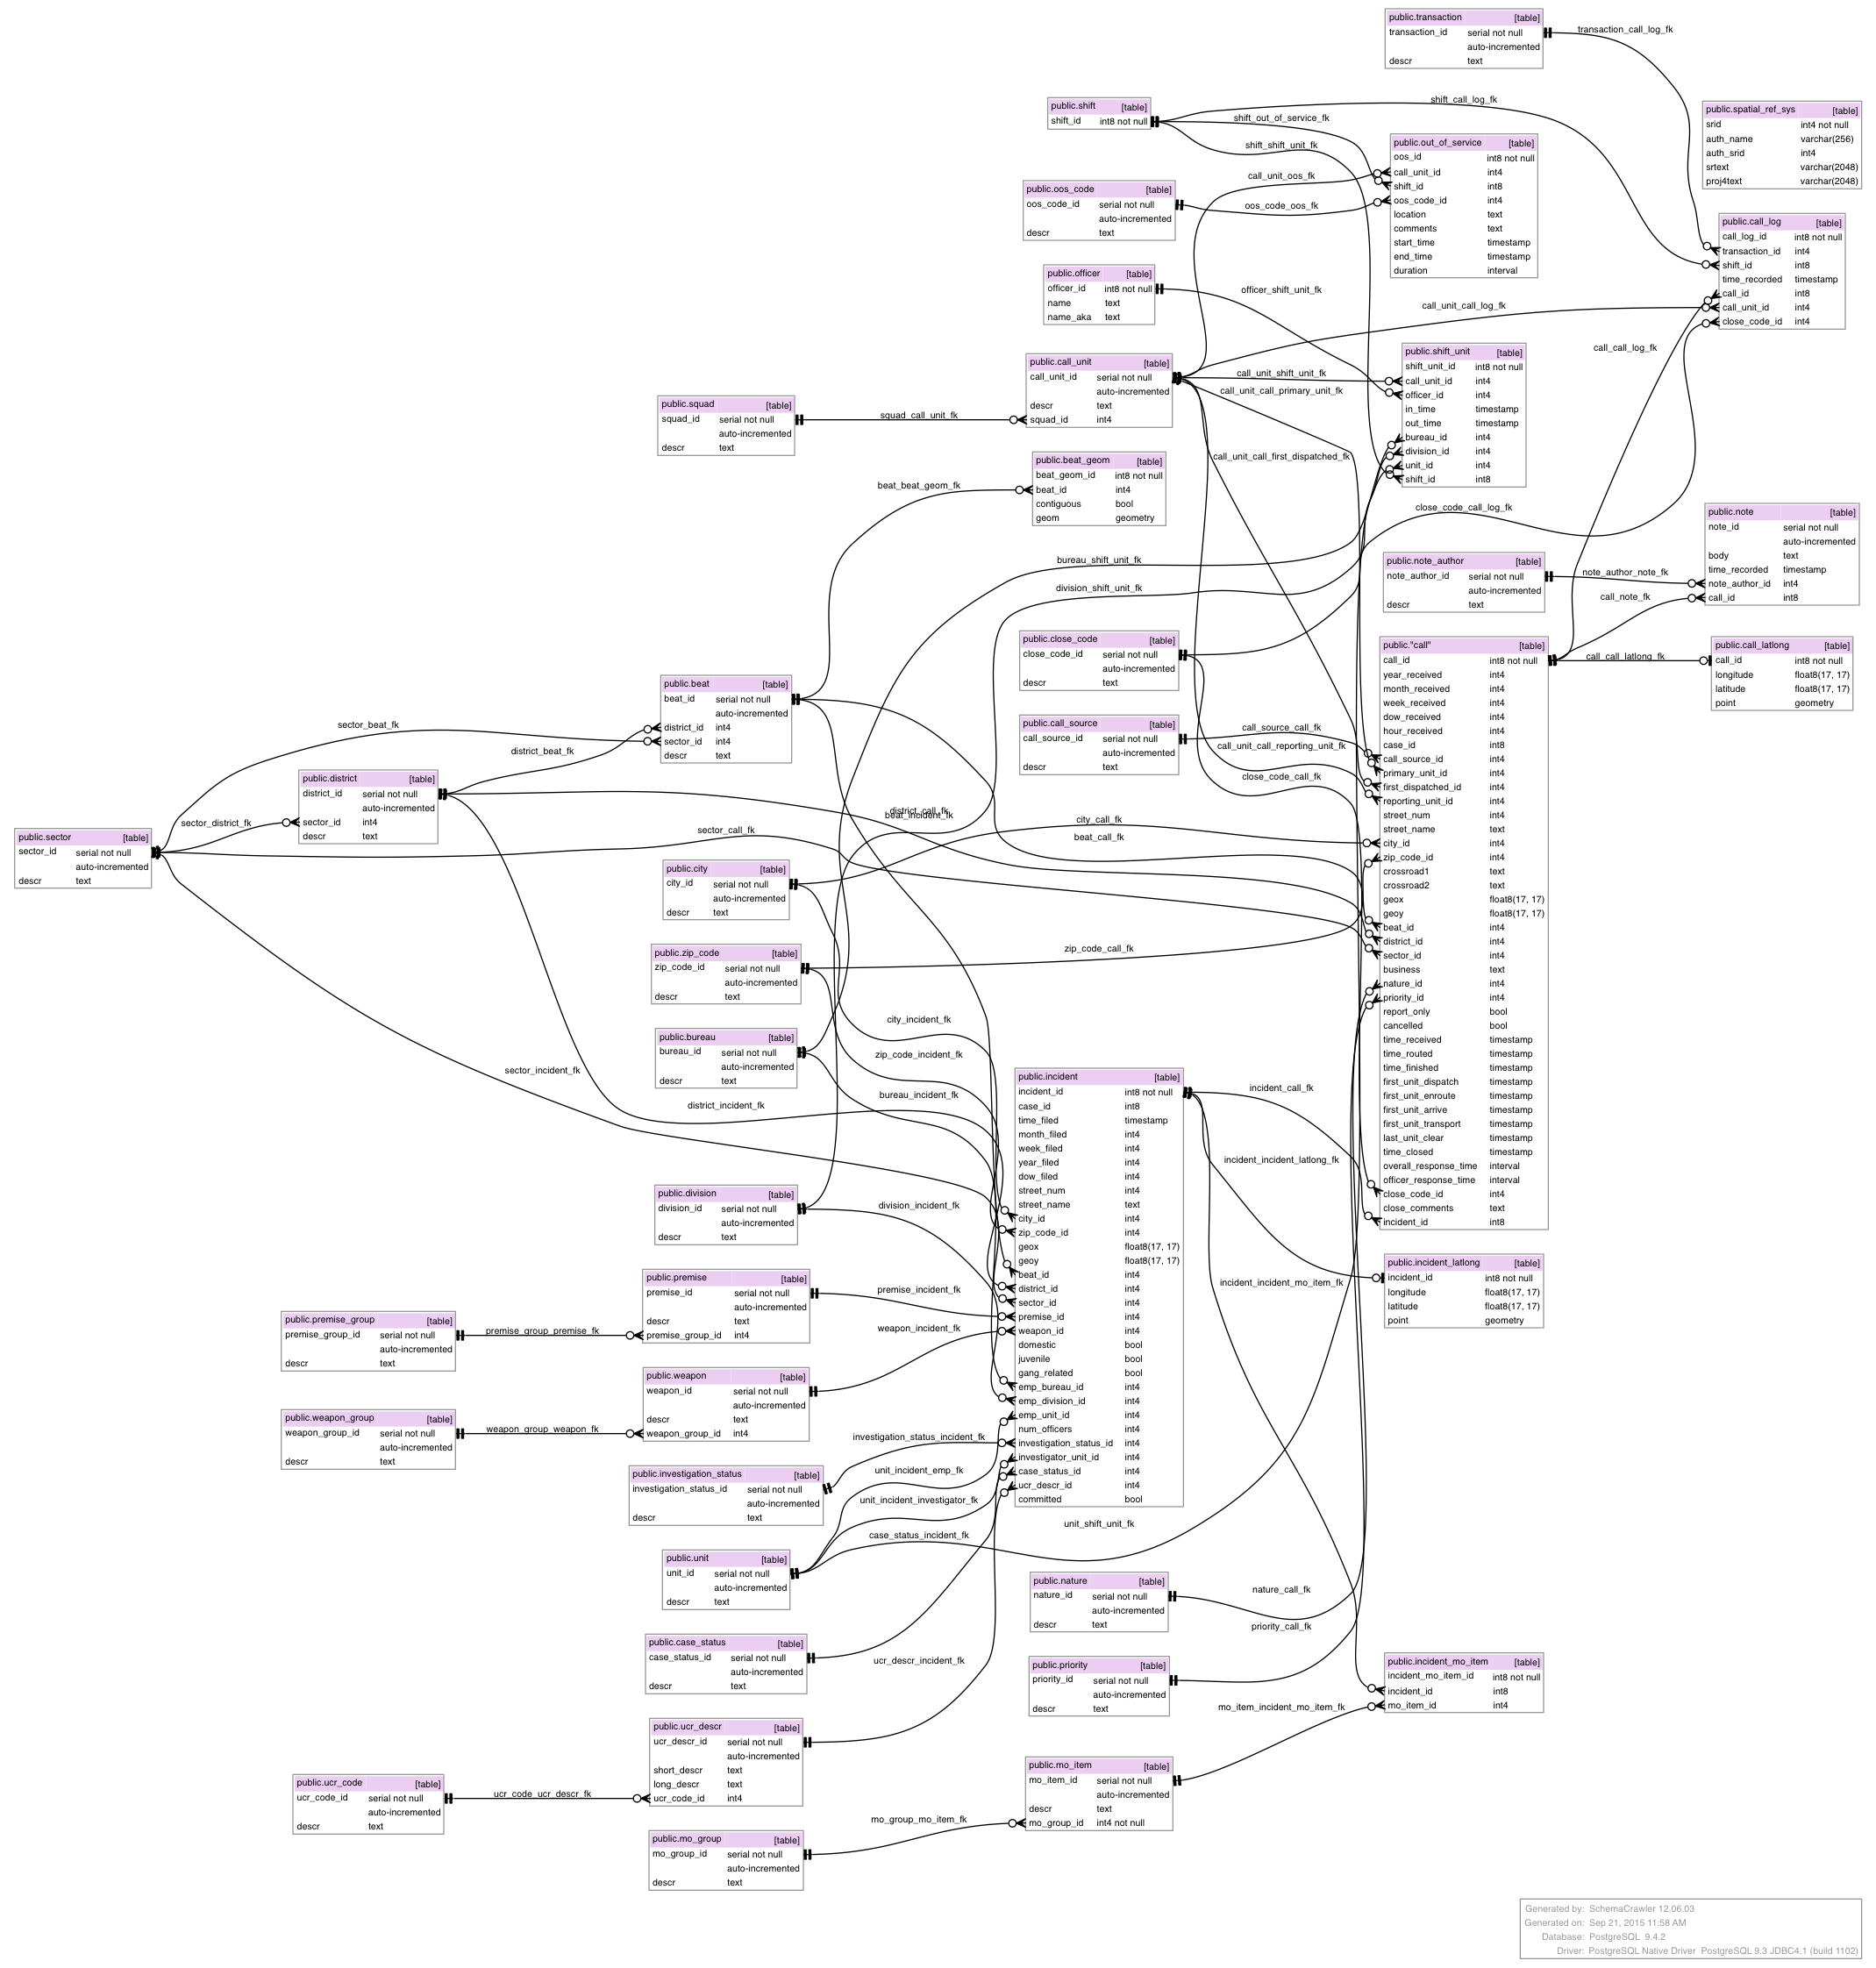 public.transaction [table]
transaction_id serial not null
auto-incremented
descr text
transaction_call_log_fk
public.shift [table]
shift_id int8 not null
shift_call_log_fk
shift_out_of_service_fk
shift_shift_unit_fk
public.spatial_ref_sys [table]
srid int4 not null
auth_name varchar(256)
auth_srid int4
srtext varchar(2048)
proj4text varchar(2048)
public.out_of_service [table]
oos_id int8 not null
call_unit_id int4
shift_id int8
oos_code_id int4
location text
comments text
start_time timestamp
end_time timestamp
duration interval
call_unit_oos_fk
public.oos_code [table]
oos_code_id serial not null
auto-incremented
descr text
oos_code_oos_fk
public.call_log [table]
call_log_id int8 not null
transaction_id int4
shift_id int8
time_recorded timestamp
call_id int8
call_unit_id int4
close_code_id int4
public.officer [table]
officer_id int8 not null
name text
name_aka text
officer_shift_unit_fk
call_unit_call_log_fk
call_call_log_fk
public.call_unit [table]
call_unit_id serial not null
auto-incremented
descr text
squad_id int4
call_unit_shift_unit_fk
call_unit_call_primary_unit_fk
call_unit_call_first_dispatched_fk
public.shift_unit [table]
shift_unit_id int8 not null
call_unit_id int4
officer_id int4
in_time timestamp
out_time timestamp
bureau_id int4
division_id int4
unit_id int4
shift_id int8
public.squad [table]
squad_id serial not null
auto-incremented
descr text
squad_call_unit_fk
public.beat_geom [table]
beat_geom_id int8 not null
beat_id int4
contiguous bool
geom geometry
beat_beat_geom_fk
close_code_call_log_fk
public.note [table]
note_id serial not null
auto-incremented
body text
time_recorded timestamp
note_author_id int4
call_id int8
public.note_author [table]
note_author_id serial not null
auto-incremented
descr text
note_author_note_fk
call_note_fk
bureau_shift_unit_fk
division_shift_unit_fk
public.close_code [table]
close_code_id serial not null
auto-incremented
descr text
public."call" [table]
call_id int8 not null
year_received int4
month_received int4
week_received int4
dow_received int4
hour_received int4
case_id int8
call_source_id int4
primary_unit_id int4
first_dispatched_id int4
reporting_unit_id int4
street_num int4
street_name text
city_id int4
zip_code_id int4
crossroad1 text
crossroad2 text
geox float8(17, 17)
geoy float8(17, 17)
beat_id int4
district_id int4
sector_id int4
business text
nature_id int4
priority_id int4
report_only bool
cancelled bool
time_received timestamp
time_routed timestamp
time_finished timestamp
first_unit_dispatch timestamp
first_unit_enroute timestamp
first_unit_arrive timestamp
first_unit_transport timestamp
last_unit_clear timestamp
time_closed timestamp
overall_response_time interval
officer_response_time interval
close_code_id int4
close_comments text
incident_id int8
call_call_latlong_fk
public.call_latlong [table]
call_id int8 not null
longitude float8(17, 17)
latitude float8(17, 17)
point geometry
public.beat [table]
beat_id serial not null
auto-incremented
district_id int4
sector_id int4
descr text
public.call_source [table]
call_source_id serial not null
auto-incremented
descr text
call_source_call_fk
call_unit_call_reporting_unit_fk
close_code_call_fk
sector_beat_fk
district_beat_fk
public.district [table]
district_id serial not null
auto-incremented
sector_id int4
descr text
sector_district_fk
public.sector [table]
sector_id serial not null
auto-incremented
descr text
district_call_fk
beat_incident_fk
sector_call_fk
city_call_fk
beat_call_fk
public.city [table]
city_id serial not null
auto-incremented
descr text
public.zip_code [table]
zip_code_id serial not null
auto-incremented
descr text
zip_code_call_fk
public.bureau [table]
bureau_id serial not null
auto-incremented
descr text
city_incident_fk
zip_code_incident_fk
bureau_incident_fk
sector_incident_fk
district_incident_fk
public.incident [table]
incident_id int8 not null
case_id int8
time_filed timestamp
month_filed int4
week_filed int4
year_filed int4
dow_filed int4
street_num int4
street_name text
city_id int4
zip_code_id int4
geox float8(17, 17)
geoy float8(17, 17)
beat_id int4
district_id int4
sector_id int4
premise_id int4
weapon_id int4
domestic bool
juvenile bool
gang_related bool
emp_bureau_id int4
emp_division_id int4
emp_unit_id int4
num_officers int4
investigation_status_id int4
investigator_unit_id int4
case_status_id int4
ucr_descr_id int4
committed bool
incident_call_fk
incident_incident_latlong_fk
incident_incident_mo_item_fk
public.division [table]
division_id serial not null
auto-incremented
descr text
division_incident_fk
public.incident_latlong [table]
incident_id int8 not null
longitude float8(17, 17)
latitude float8(17, 17)
point geometry
public.premise [table]
premise_id serial not null
auto-incremented
descr text
premise_group_id int4
premise_incident_fk
public.premise_group [table]
premise_group_id serial not null
auto-incremented
descr text
premise_group_premise_fk
weapon_incident_fk
public.weapon [table]
weapon_id serial not null
auto-incremented
descr text
weapon_group_id int4
public.weapon_group [table]
weapon_group_id serial not null
auto-incremented
descr text
weapon_group_weapon_fk
public.investigation_status [table]
investigation_status_id serial not null
auto-incremented
descr text
investigation_status_incident_fk
unit_incident_emp_fk
unit_incident_investigator_fk
case_status_incident_fk
unit_shift_unit_fk
public.unit [table]
unit_id serial not null
auto-incremented
descr text
public.nature [table]
nature_id serial not null
auto-incremented
descr text
nature_call_fk
priority_call_fk
public.case_status [table]
case_status_id serial not null
auto-incremented
descr text
ucr_descr_incident_fk
public.priority [table]
priority_id serial not null
auto-incremented
descr text
public.incident_mo_item [table]
incident_mo_item_id int8 not null
incident_id int8
mo_item_id int4
mo_item_incident_mo_item_fk
public.ucr_descr [table]
ucr_descr_id serial not null
auto-incremented
short_descr text
long_descr text
ucr_code_id int4
public.mo_item [table]
mo_item_id serial not null
auto-incremented
descr text
mo_group_id int4 not null
public.ucr_code [table]
ucr_code_id serial not null
auto-incremented
descr text
ucr_code_ucr_descr_fk
mo_group_mo_item_fk
public.mo_group [table]
mo_group_id serial not null
auto-incremented
descr text
Generated by: SchemaCrawler 12.06.03
Generated on: Sep 21, 2015 11:58 AM
Database: PostgreSQL 9.4.2
Driver: PostgreSQL Native Driver PostgreSQL 9.3 JDBC4.1 (build 1102)